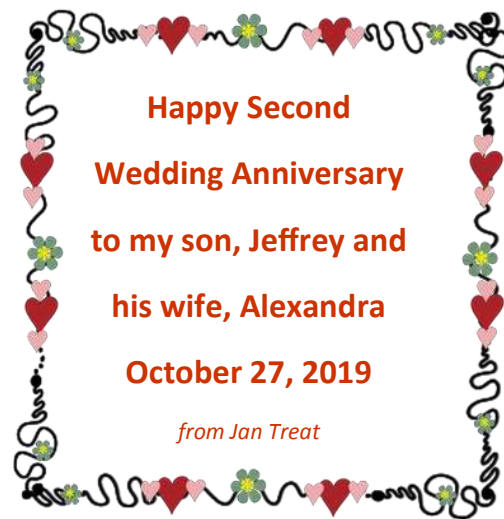 Happy Second
Wedding Anniversary
to my son, Jeffrey and
his wife, Alexandra
October 27, 2019
from Jan Treat